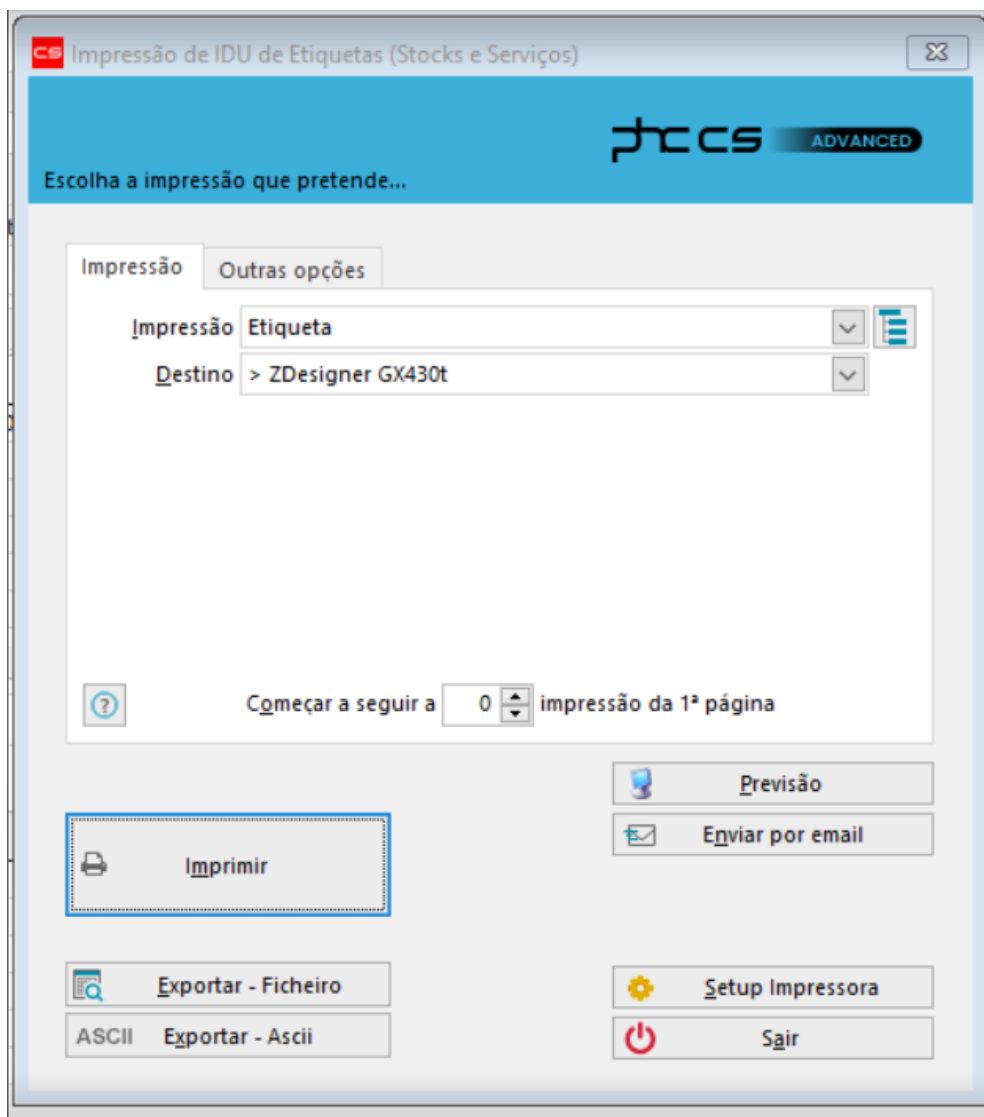 cs Impressão de IDU de Etiquetas (Stocks e Serviços)
phc cs ADVANCED
Escolha a impressão que pretende...
Impressão Outras opções
Impressão Etiqueta
Destino > ZDesigner GX430t
? Começar a seguir a 0 impressão da 1ª página
Previsão
Enviar por email
Imprimir
Exportar - Ficheiro
Setup Impressora
ASCII Exportar - Ascii
Sair